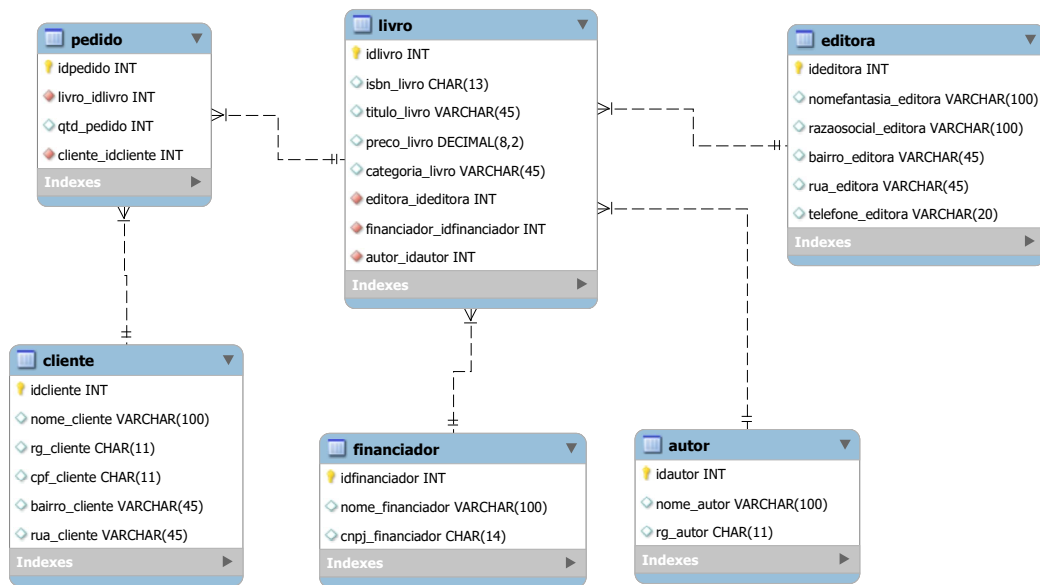 pedido
idpedido INT
livro_idlivro INT
qtd_pedido INT
cliente_idcliente INT
Indexes
livro
idlivro INT
isbn_livro CHAR(13)
titulo_livro VARCHAR(45)
preco_livro DECIMAL(8,2)
categoria_livro VARCHAR(45)
editora_ideditora INT
financiador_idfinanciador INT
autor_idautor INT
Indexes
editora
ideditora INT
nomefantasia_editora VARCHAR(100)
razaosocial_editora VARCHAR(100)
bairro_editora VARCHAR(45)
rua_editora VARCHAR(45)
telefone_editora VARCHAR(20)
Indexes
cliente
idcliente INT
nome_cliente VARCHAR(100)
rg_cliente CHAR(11)
cpf_cliente CHAR(11)
bairro_cliente VARCHAR(45)
rua_cliente VARCHAR(45)
Indexes
financiador
idfinanciador INT
nome_financiador VARCHAR(100)
cnpj_financiador CHAR(14)
Indexes
autor
idautor INT
nome_autor VARCHAR(100)
rg_autor CHAR(11)
Indexes